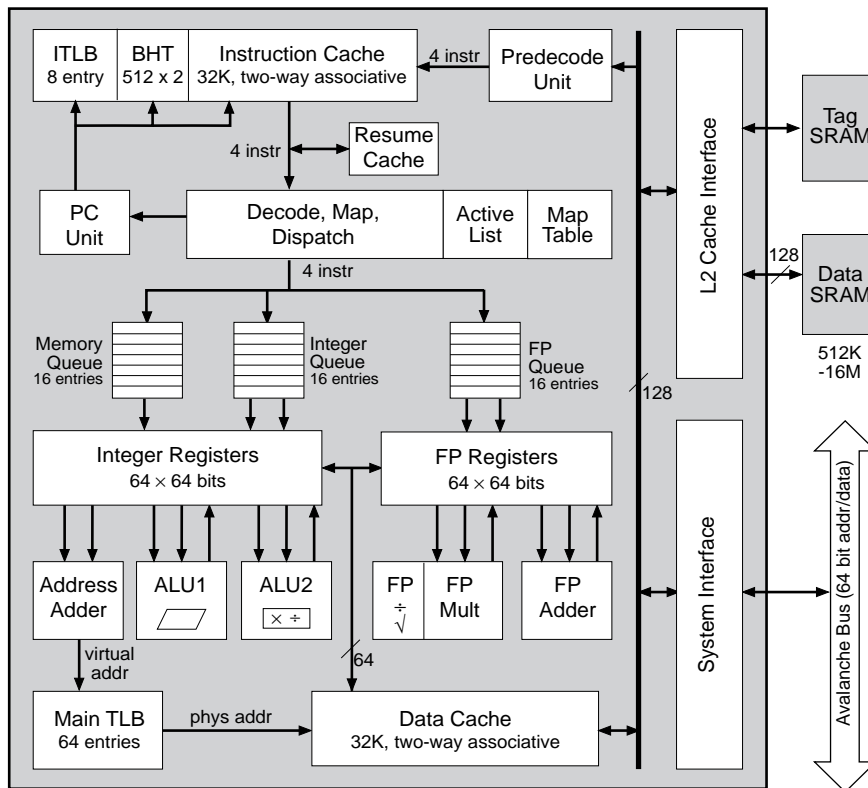 ITLB
8 entry
BHT
512 x 2
Instruction Cache
32K, two-way associative
4 instr
Predecode
Unit
Tag
SRAM
4 instr
Resume
Cache
L2 Cache Interface
PC
Unit
Decode, Map,
Dispatch
Active
List
Map
Table
4 instr
128
Data
SRAM
512K
-16M
Memory
Queue
16 entries
Integer
Queue
16 entries
FP
Queue
16 entries
128
Integer Registers
64 × 64 bits
FP Registers
64 × 64 bits
System Interface
Avalanche Bus (64 bit addr/data)
Address
Adder
ALU1
ALU2
× ÷
FP
÷
√
FP
Mult
FP
Adder
virtual
addr
64
Main TLB
64 entries
phys addr
Data Cache
32K, two-way associative